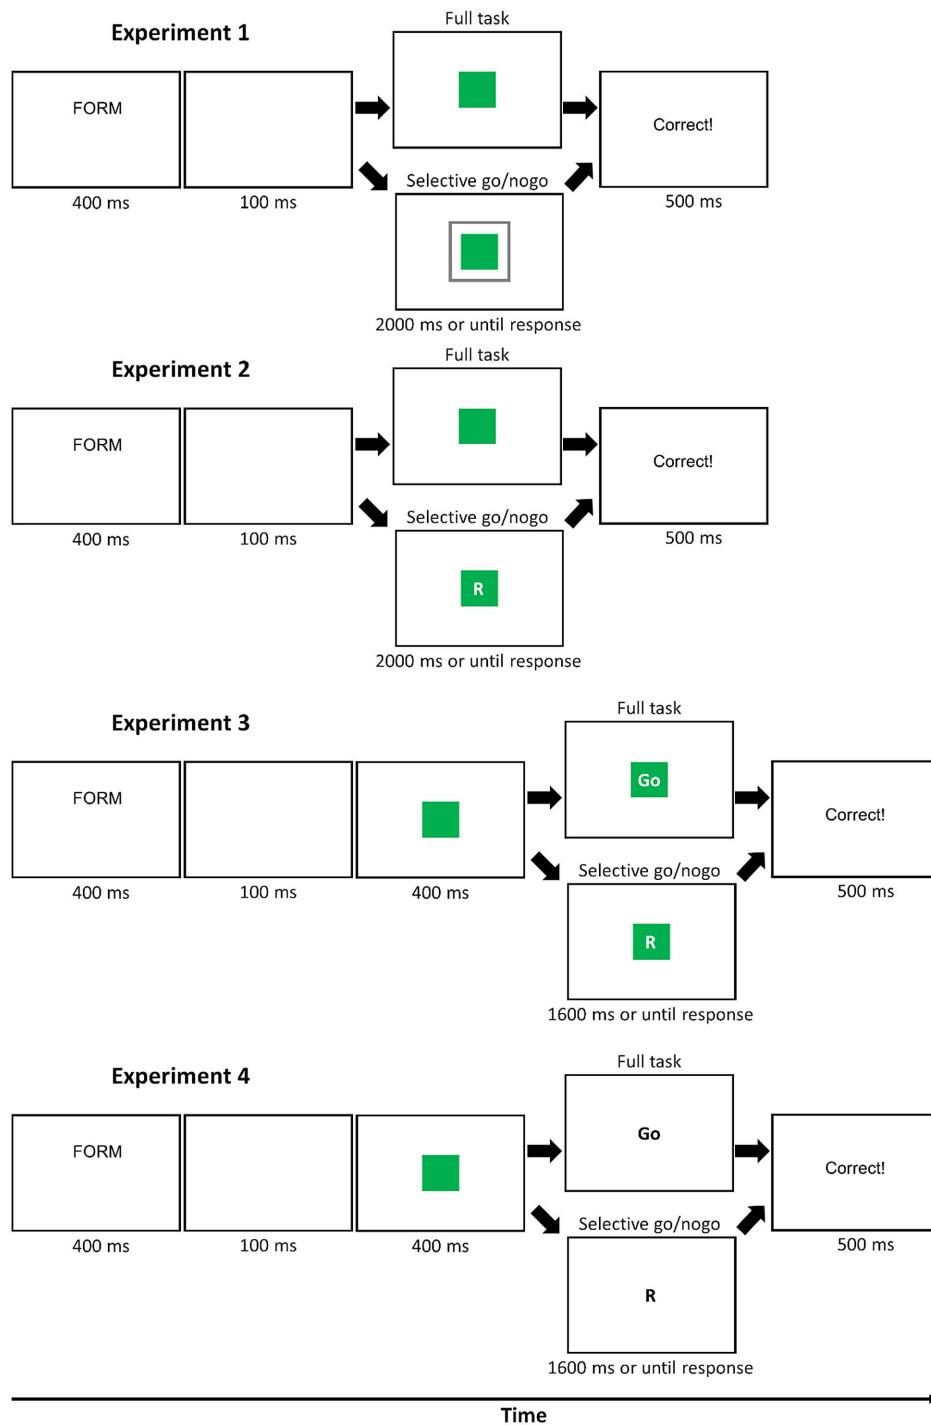 Full task
Experiment 1
FORM
Correct!
Selective go/nogo
400 ms
100 ms
500 ms
2000 ms or until response
Full task
Experiment 2
FORM
Correct!
Selective go/nogo
400 ms
100 ms
500 ms
R
2000 ms or until response
Full task
Experiment 3
FORM
Go
Correct!
Selective go/nogo
400 ms
100 ms
400 ms
500 ms
R
1600 ms or until response
Full task
Experiment 4
FORM
Go
Correct!
Selective go/nogo
400 ms
100 ms
400 ms
500 ms
R
1600 ms or until response
Time